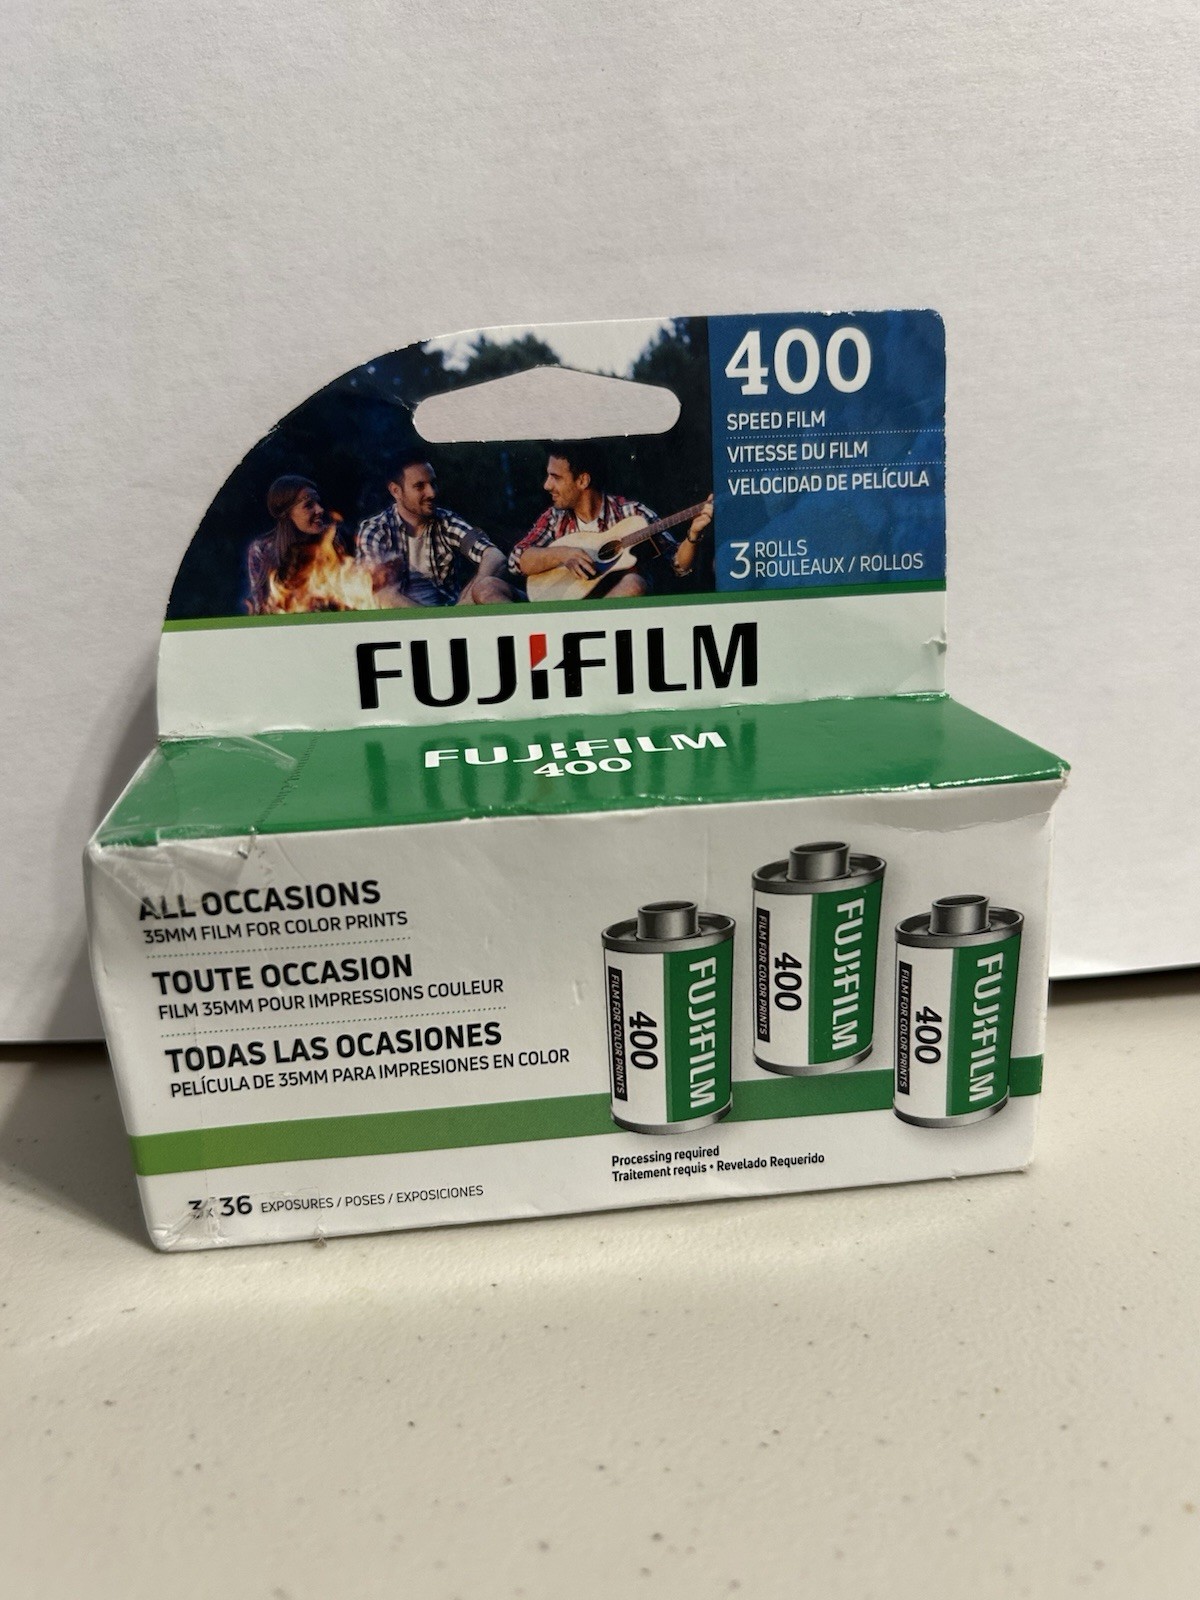 400
SPEED FILM
VITESSE DU FILM
VELOCIDAD DE PELÍCULA
3 ROLLS
ROULEAUX / ROLLOS
FUJIFILM
FUJIFILM
400
ALL OCCASIONS
35MM FILM FOR COLOR PRINTS
TOUTE OCCASION
FILM 35MM POUR IMPRESSIONS COULEUR
TODAS LAS OCASIONES
PELÍCULA DE 35MM PARA IMPRESIONES EN COLOR
FUJIFILM
400
FILM FOR COLOR PRINTS
FUJIFILM
400
FILM FOR COLOR PRINTS
FUJIFILM
400
FILM FOR COLOR PRINTS
Processing required
Traitement requis • Revelado Requerido
3x36 EXPOSURES / POSES / EXPOSICIONES